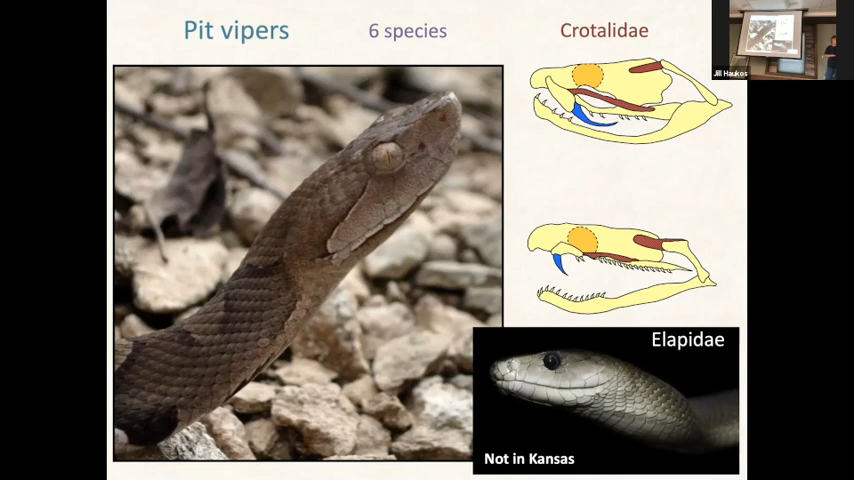 Pit vipers
6 species
Crotalidae
Jill Haukos
Elapidae
Not in Kansas